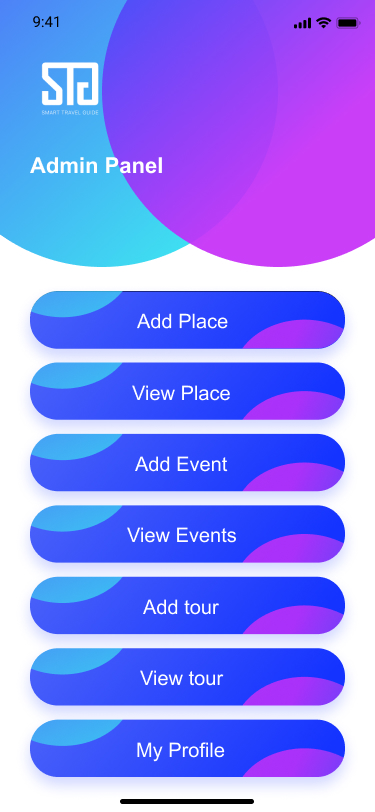 9:41
STG
SMART TRAVEL GUIDE
Admin Panel
Add Place
View Place
Add Event
View Events
Add tour
View tour
My Profile